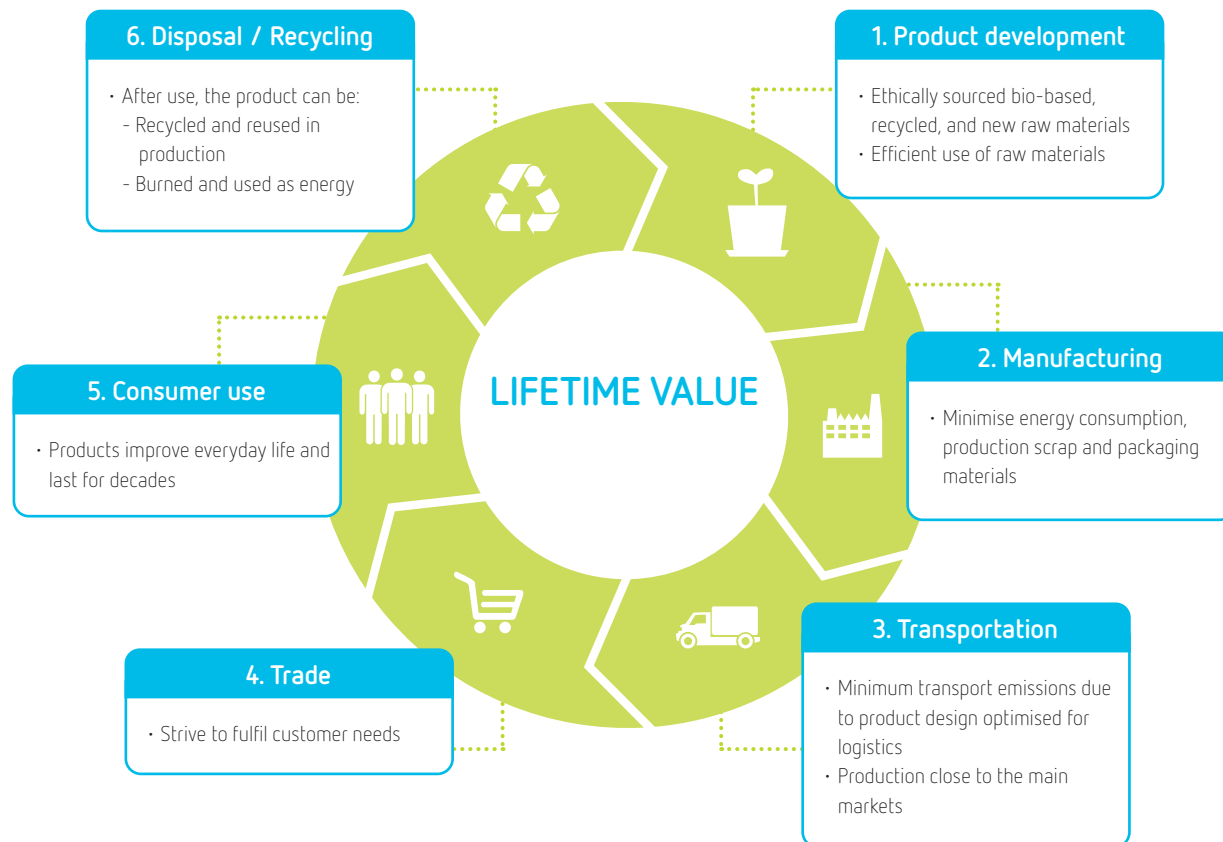 LIFETIME VALUE
1. Product development
· Ethically sourced bio-based,
recycled, and new raw materials
· Efficient use of raw materials
2. Manufacturing
· Minimise energy consumption,
production scrap and packaging
materials
3. Transportation
· Minimum transport emissions due
to product design optimised for
logistics
· Production close to the main
markets
4. Trade
· Strive to fulfil customer needs
5. Consumer use
· Products improve everyday life and
last for decades
6. Disposal / Recycling
· After use, the product can be:
- Recycled and reused in
production
- Burned and used as energy